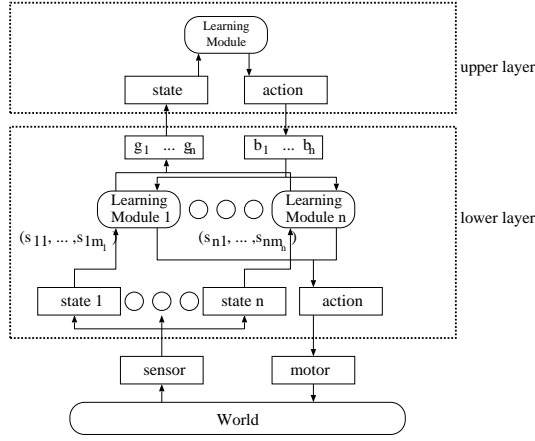 Learning
Module
upper layer
state
action
g1 ... gn
b1 ... bn
Learning
Module 1
Learning
Module n
lower layer
(s11, ... ,s1m1)
(sn1, ... ,snmn)
state 1
state n
action
sensor
motor
World